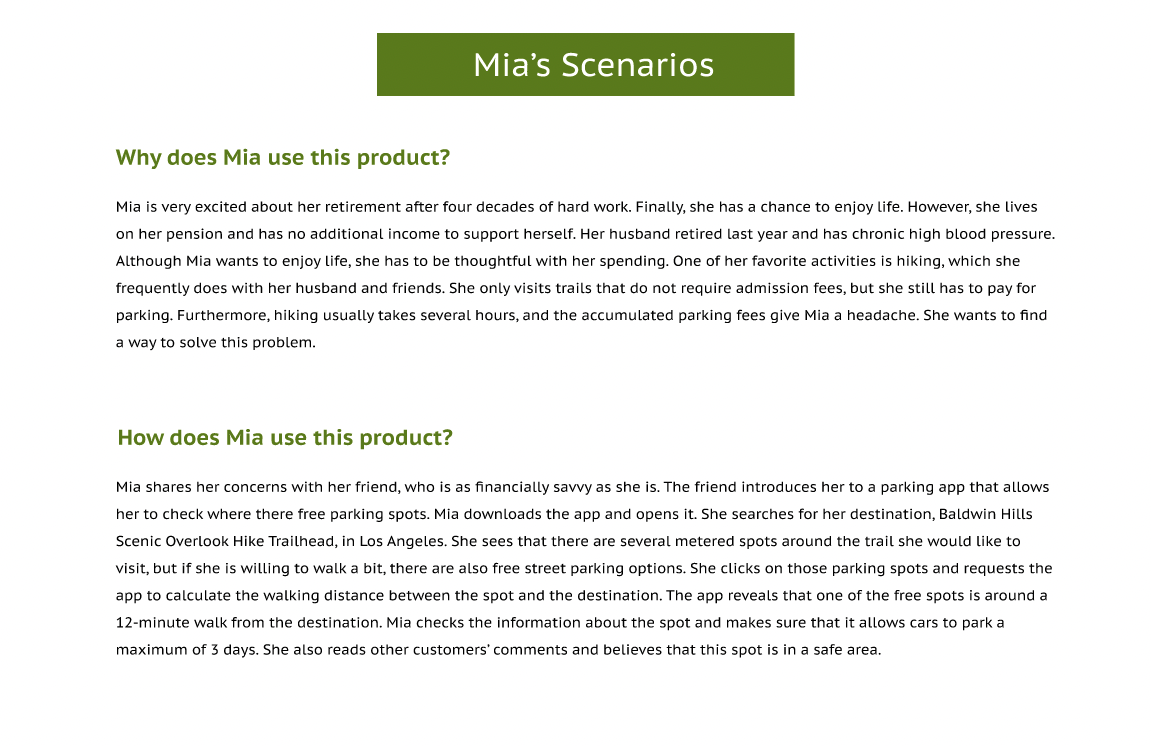 Mia’s Scenarios
Why does Mia use this product?
Mia is very excited about her retirement after four decades of hard work. Finally, she has a chance to enjoy life. However, she lives
on her pension and has no additional income to support herself. Her husband retired last year and has chronic high blood pressure.
Although Mia wants to enjoy life, she has to be thoughtful with her spending. One of her favorite activities is hiking, which she
frequently does with her husband and friends. She only visits trails that do not require admission fees, but she still has to pay for
parking. Furthermore, hiking usually takes several hours, and the accumulated parking fees give Mia a headache. She wants to find
a way to solve this problem.
How does Mia use this product?
Mia shares her concerns with her friend, who is as financially savvy as she is. The friend introduces her to a parking app that allows
her to check where there free parking spots. Mia downloads the app and opens it. She searches for her destination, Baldwin Hills
Scenic Overlook Hike Trailhead, in Los Angeles. She sees that there are several metered spots around the trail she would like to
visit, but if she is willing to walk a bit, there are also free street parking options. She clicks on those parking spots and requests the
app to calculate the walking distance between the spot and the destination. The app reveals that one of the free spots is around a
12-minute walk from the destination. Mia checks the information about the spot and makes sure that it allows cars to park a
maximum of 3 days. She also reads other customers’ comments and believes that this spot is in a safe area.